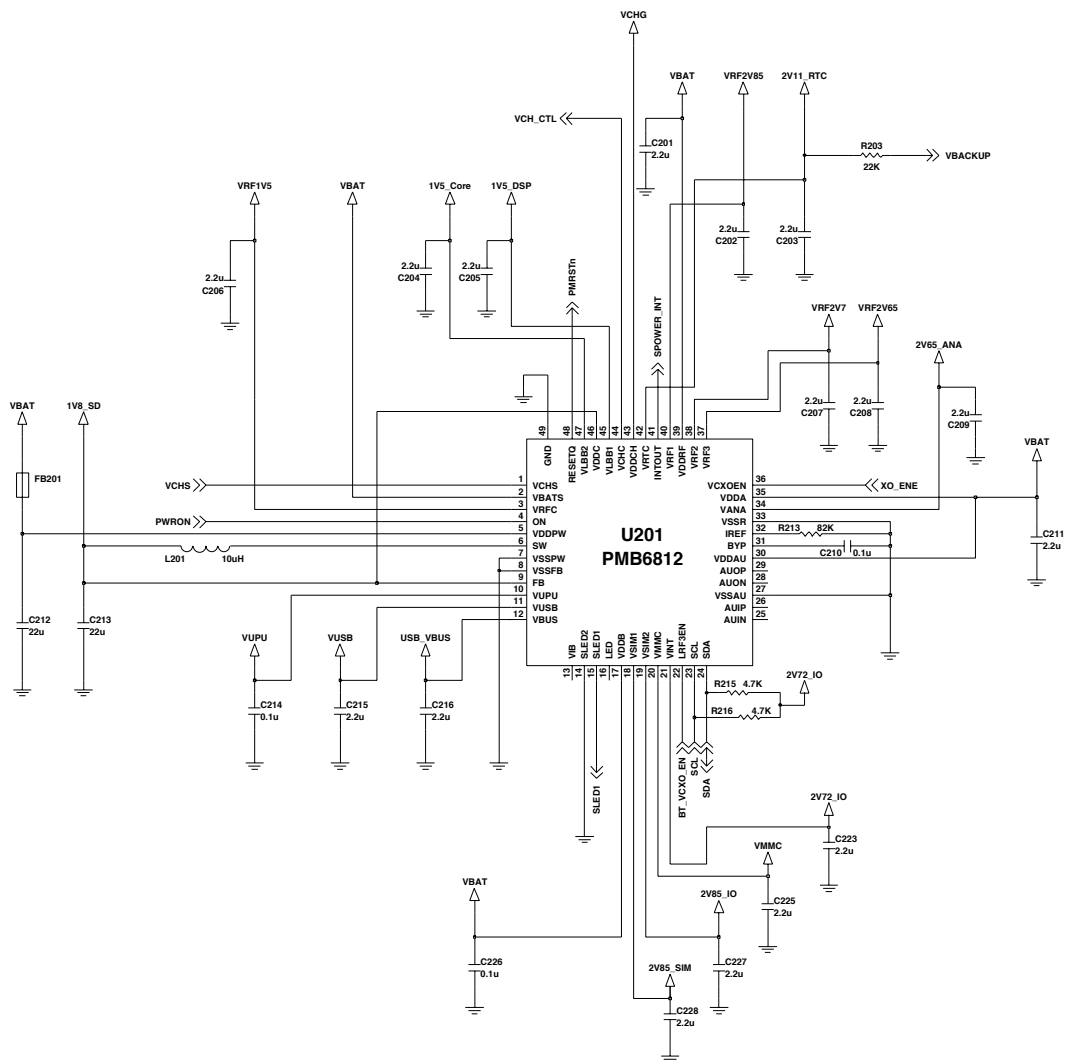 VCHG
VBAT
VRF2V85
2V11_RTC
VCH_CTL
C201
2.2u
R203
22K
VBACKUP
VRF1V5
VBAT
1V5_Core
1V5_DSP
2.2u
C202
2.2u
C203
2.2u
C206
2.2u
C204
2.2u
C205
PMRSTn
SPOWER_INT
VRF2V7
VRF2V65
2V65_ANA
2.2u
C207
2.2u
C208
2.2u
C209
VBAT
1V8_SD
VBAT
FB201
49
48
47
46
45
44
43
42
41
40
39
38
37
GND
RESETQ
VLBB2
VDDC
VLBB1
VCHC
VDDCH
VRTC
INTOUT
VRF1
VDDRF
VRF2
VRF3
VCHS
1
VCHS
2
VBATS
3
VRFC
PWRON
4
ON
5
VDDPW
6
SW
7
VSSPW
8
VSSFB
9
FB
10
VUPU
11
VUSB
12
VBUS
L201
10uH
U201
PMB6812
VCXOEN
36
XO_ENE
VDDA
35
VANA
34
VSSR
33
IREF
32
R213
82K
BYP
31
C210
0.1u
VDDAU
30
AUOP
29
AUON
28
VSSAU
27
AUIP
26
AUIN
25
C211
2.2u
C212
22u
C213
22u
VUPU
VUSB
USB_VBUS
C214
0.1u
C215
2.2u
C216
2.2u
VIB
SLED2
SLED1
LED
VDDB
VSIM1
VSIM2
VMMC
VINT
LRF3EN
SCL
SDA
13
14
15
16
17
18
19
20
21
22
23
24
R215 4.7K
2V72_IO
R216 4.7K
SLED1
BT_VCXO_EN
SCL
SDA
2V72_IO
C223
2.2u
VMMC
C225
2.2u
VBAT
2V85_IO
C226
0.1u
C227
2.2u
2V85_SIM
C228
2.2u